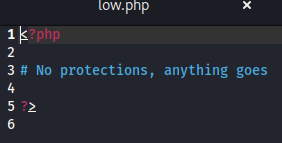 low.php ×
1 <?php
2
3 # No protections, anything goes
4
5 ?>
6